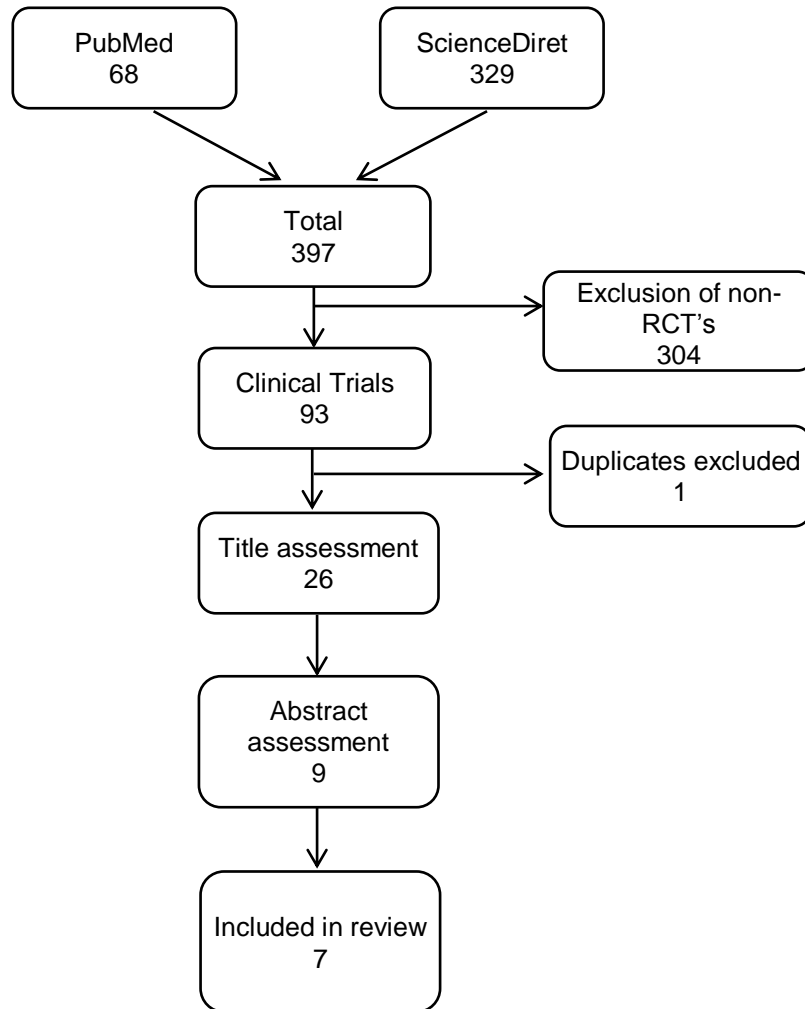 PubMed
68
ScienceDiret
329
Total
397
Exclusion of non-
RCT’s
304
Clinical Trials
93
Duplicates excluded
1
Title assessment
26
Abstract
assessment
9
Included in review
7